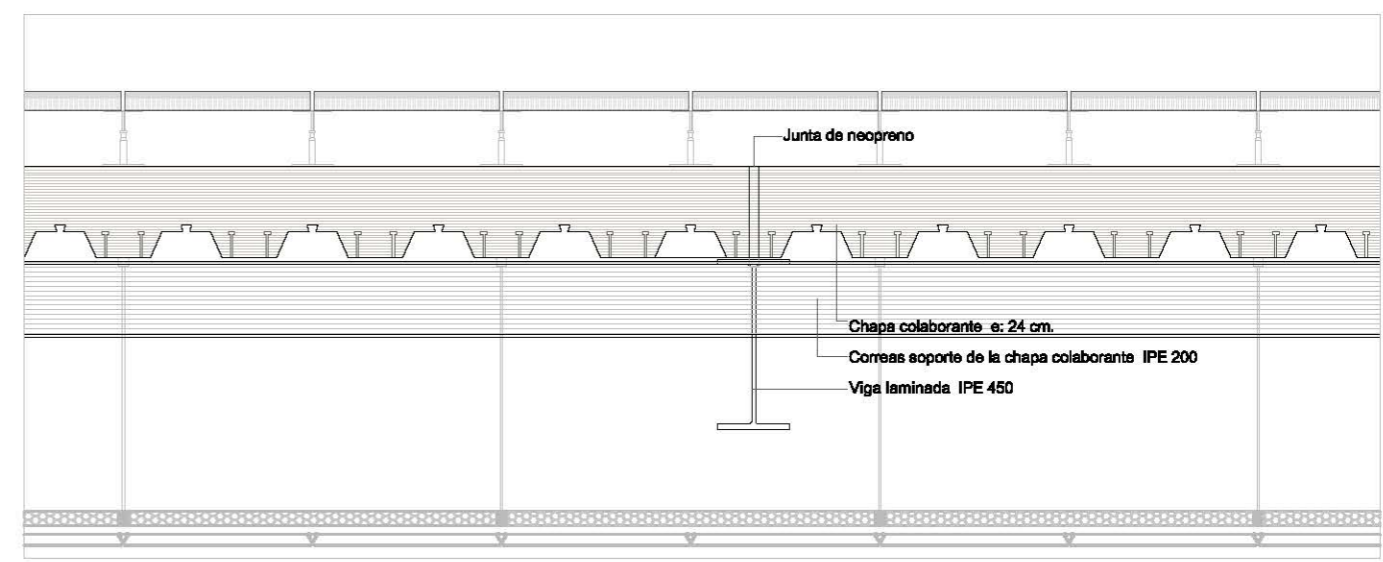 Junta de neopreno
Chapa colaborante e: 24 cm.
Correas soporte de la chapa colaborante IPE 200
Viga laminada IPE 450